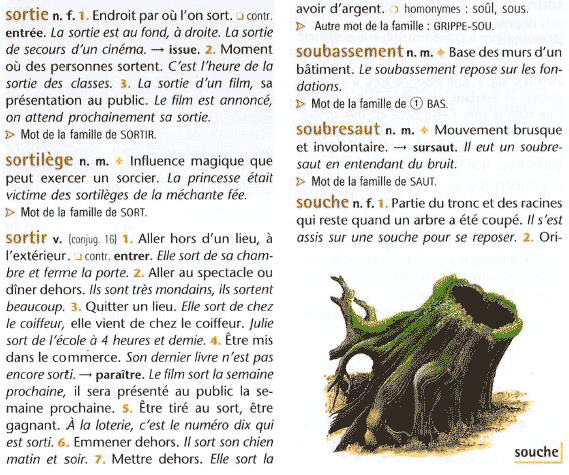 sortie n. f. 1. Endroit par où l'on sort. ❏ contr.
entrée. La sortie est au fond, à droite. La sortie
de secours d'un cinéma. → issue. 2. Moment
où des personnes sortent. C'est l'heure de la
sortie des classes. 3. La sortie d'un film, sa
présentation au public. Le film est annoncé,
on attend prochainement sa sortie.
▷ Mot de la famille de SORTIR.
sortilège n. m. ✦ Influence magique que
peut exercer un sorcier. La princesse était
victime des sortilèges de la méchante fée.
▷ Mot de la famille de SORT.
sortir v. [conjug. 16] 1. Aller hors d'un lieu, à
l'extérieur. ❏ contr. entrer. Elle sort de sa cham-
bre et ferme la porte. 2. Aller au spectacle ou
dîner dehors. Ils sont très mondains, ils sortent
beaucoup. 3. Quitter un lieu. Elle sort de chez
le coiffeur, elle vient de chez le coiffeur. Julie
sort de l'école à 4 heures et demie. 4. Être mis
dans le commerce. Son dernier livre n'est pas
encore sorti. → paraître. Le film sort la semaine
prochaine, il sera présenté au public la se-
maine prochaine. 5. Être tiré au sort, être
gagnant. À la loterie, c'est le numéro dix qui
est sorti. 6. Emmener dehors. Il sort son chien
matin et soir. 7. Mettre dehors. Elle sort la
avoir d'argent. ❍ homonymes : soûl, sous.
▷ Autre mot de la famille : GRIPPE-SOU.
soubassement n. m. ✦ Base des murs d'un
bâtiment. Le soubassement repose sur les fon-
dations.
▷ Mot de la famille de ① BAS.
soubresaut n. m. ✦ Mouvement brusque
et involontaire. → sursaut. Il eut un soubre-
saut en entendant du bruit.
▷ Mot de la famille de SAUT.
souche n. f. 1. Partie du tronc et des racines
qui reste quand un arbre a été coupé. Il s'est
assis sur une souche pour se reposer. 2. Ori-
souche